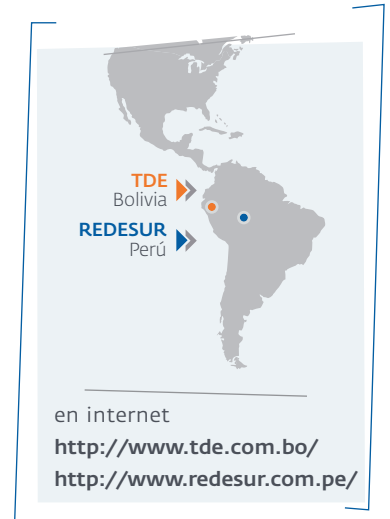 TDE
Bolivia
REDESUR
Perú
en internet
http://www.tde.com.bo/
http://www.redesur.com.pe/